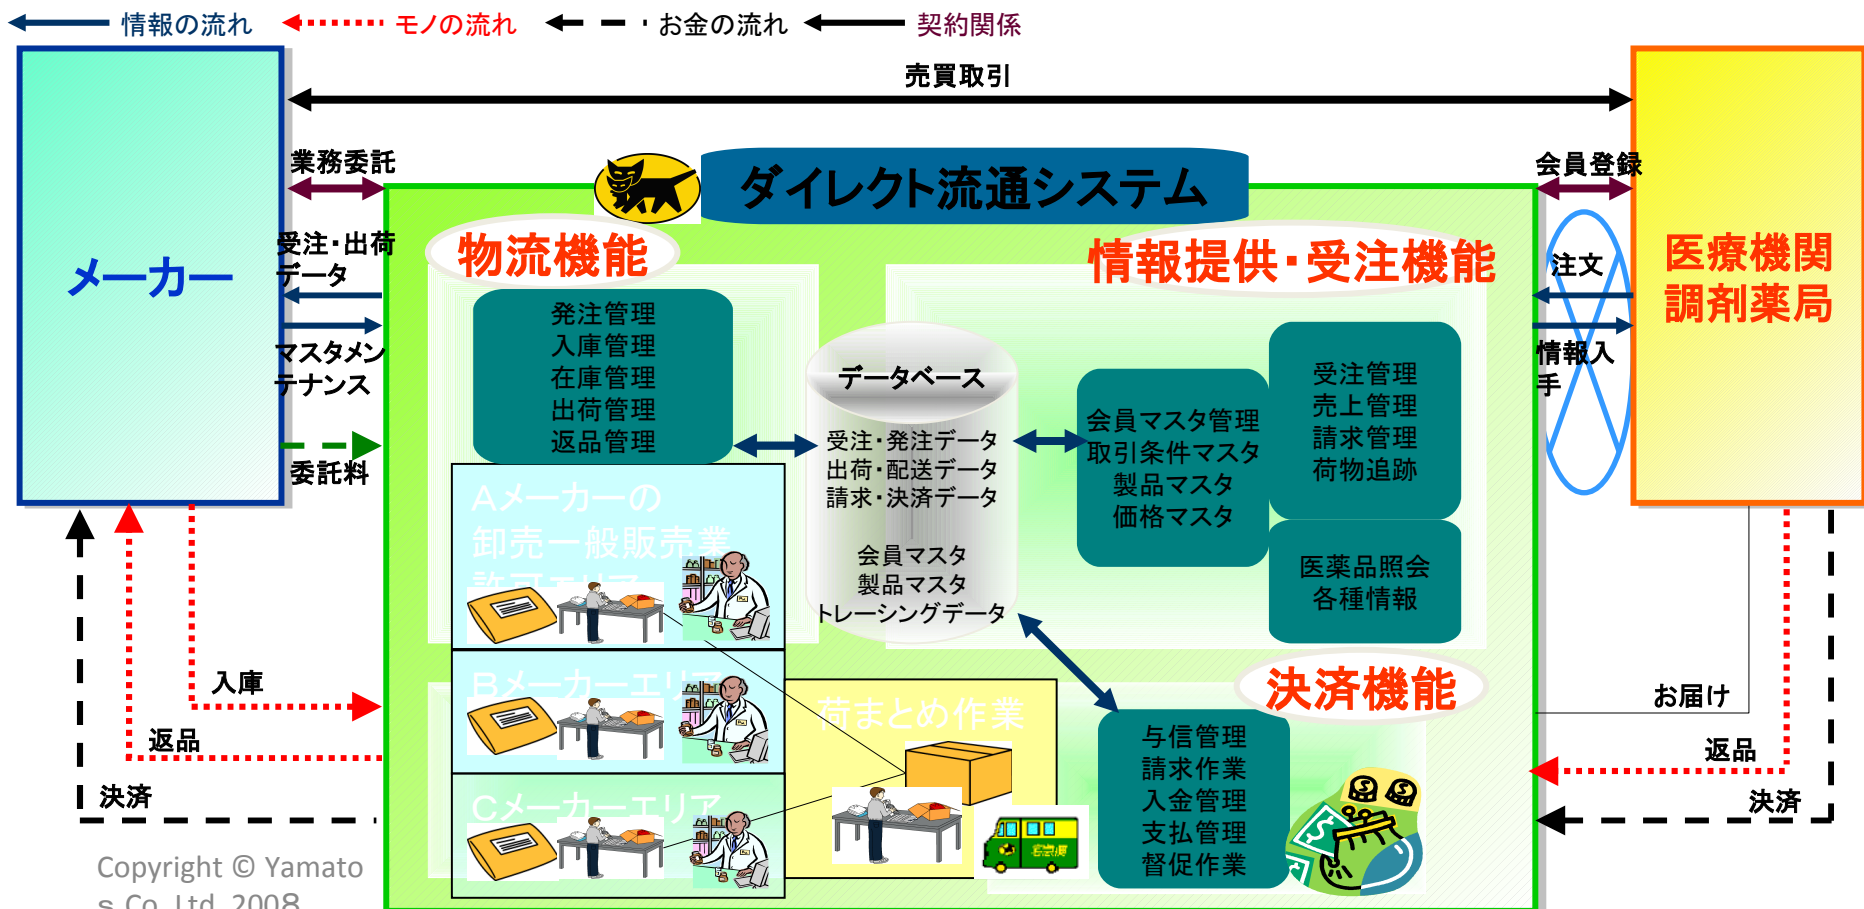 情報の流れ
モノの流れ
お金の流れ
契約関係
売買取引
業務委託
会員登録
ダイレクト流通システム
メーカー
受注・出荷
データ
マスタメン
テナンス
委託料
物流機能
発注管理
入庫管理
在庫管理
出荷管理
返品管理
データベース
受注・発注データ
出荷・配送データ
請求・決済データ
会員マスタ
製品マスタ
トレーシングデータ
情報提供・受注機能
会員マスタ管理
取引条件マスタ
製品マスタ
価格マスタ
受注管理
売上管理
請求管理
荷物追跡
医薬品照会
各種情報
注文
情報入
手
医療機関
調剤薬局
Aメーカーの
卸売一般販売業
許可エリア
Bメーカーエリア
Cメーカーエリア
荷まとめ作業
宅急便
決済機能
与信管理
請求作業
入金管理
支払管理
督促作業
入庫
返品
決済
お届け
返品
決済
Copyright © Yamato
s Co. Ltd. 2008